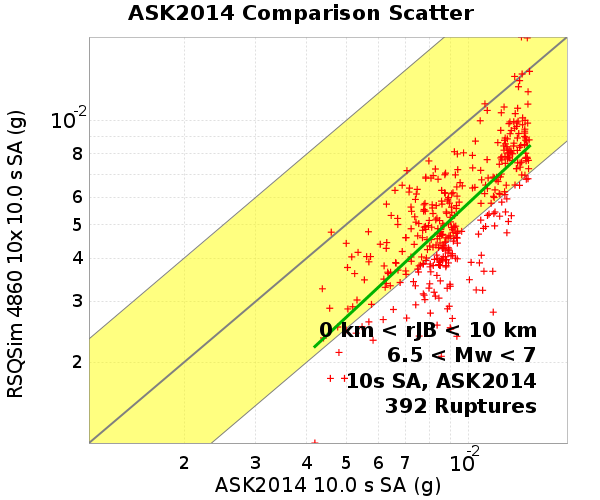 ASK2014 Comparison Scatter
RSQSim 4860 10x 10.0 s SA (g)
10-2
8
6
5
4
3
2
0 km < rJB < 10 km
6.5 < Mw < 7
10s SA, ASK2014
392 Ruptures
2 3 4 5 6 7 10-2
ASK2014 10.0 s SA (g)